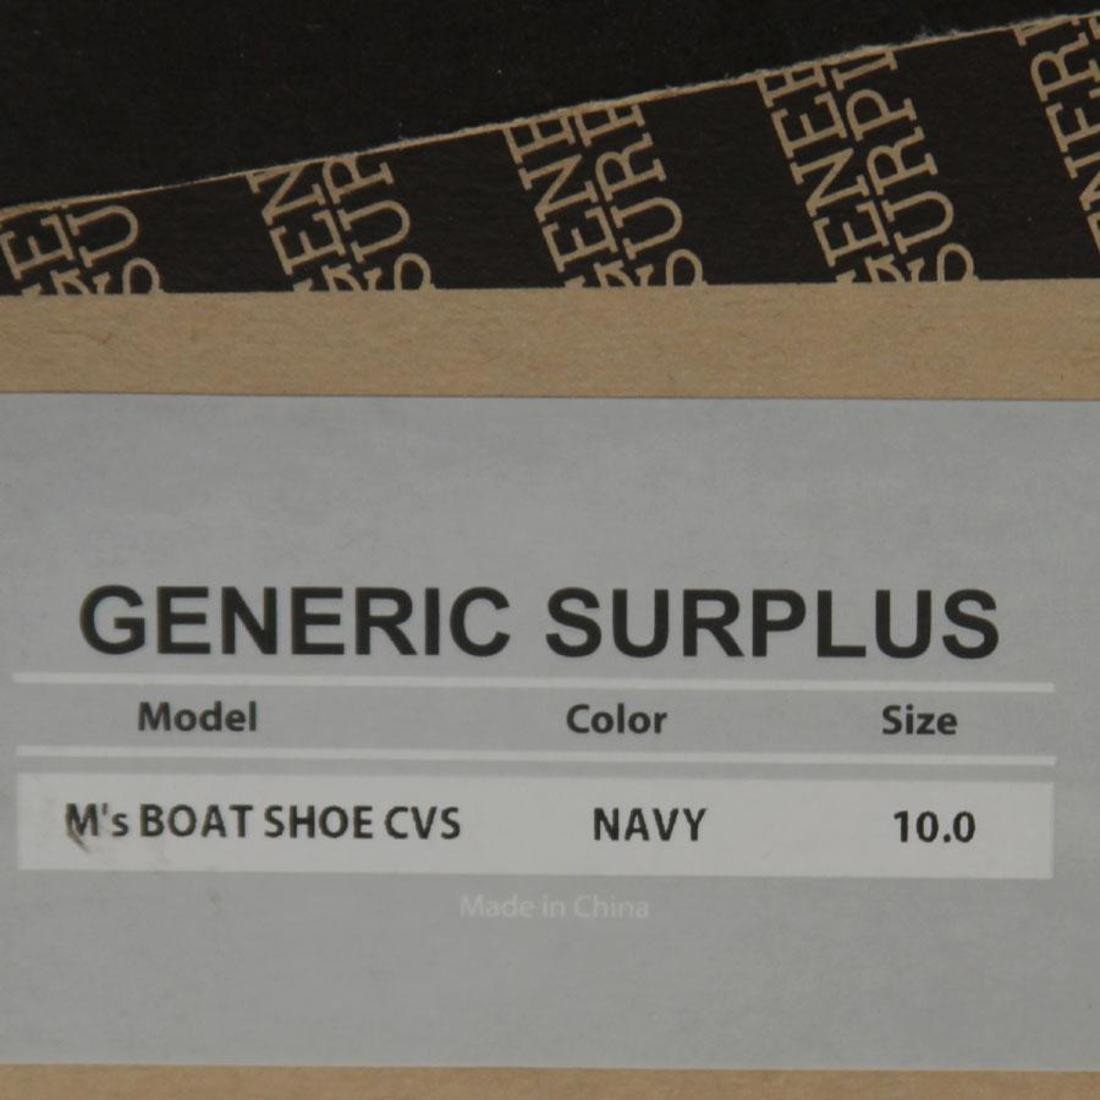 GENERIC SURPLUS
Model Color Size
M's BOAT SHOE CVS NAVY 10.0
Made in China